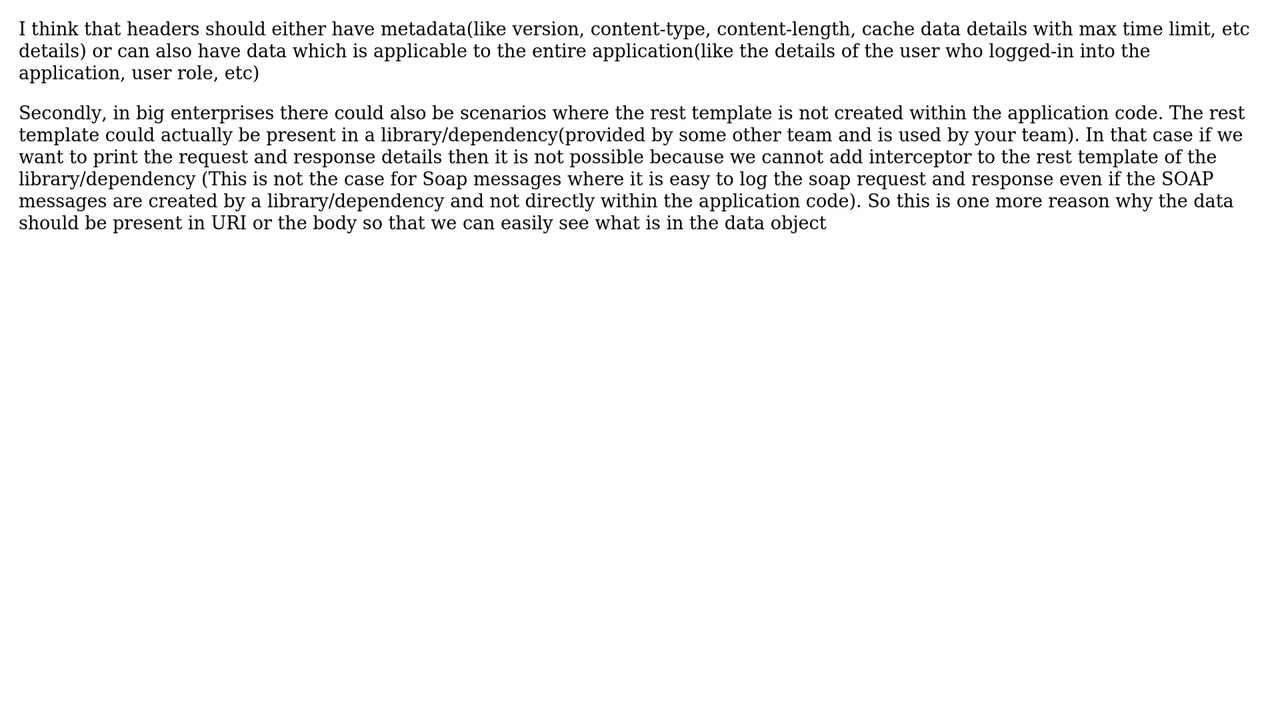 I think that headers should either have metadata(like version, content-type, content-length, cache data details with max time limit, etc
details) or can also have data which is applicable to the entire application(like the details of the user who logged-in into the
application, user role, etc)
Secondly, in big enterprises there could also be scenarios where the rest template is not created within the application code. The rest
template could actually be present in a library/dependency(provided by some other team and is used by your team). In that case if we
want to print the request and response details then it is not possible because we cannot add interceptor to the rest template of the
library/dependency (This is not the case for Soap messages where it is easy to log the soap request and response even if the SOAP
messages are created by a library/dependency and not directly within the application code). So this is one more reason why the data
should be present in URI or the body so that we can easily see what is in the data object